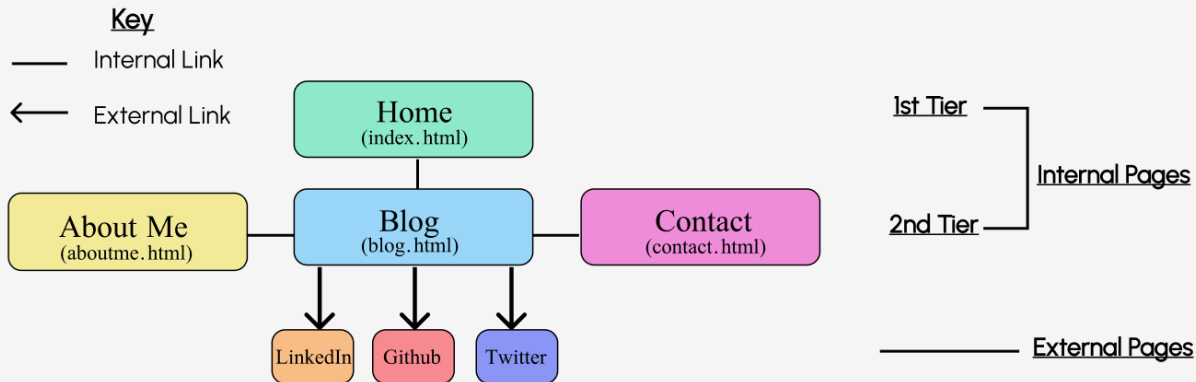 Key
Internal Link
External Link
Home
(index.html)
About Me
(aboutme.html)
Blog
(blog.html)
Contact
(contact.html)
LinkedIn
Github
Twitter
1st Tier
Internal Pages
2nd Tier
External Pages